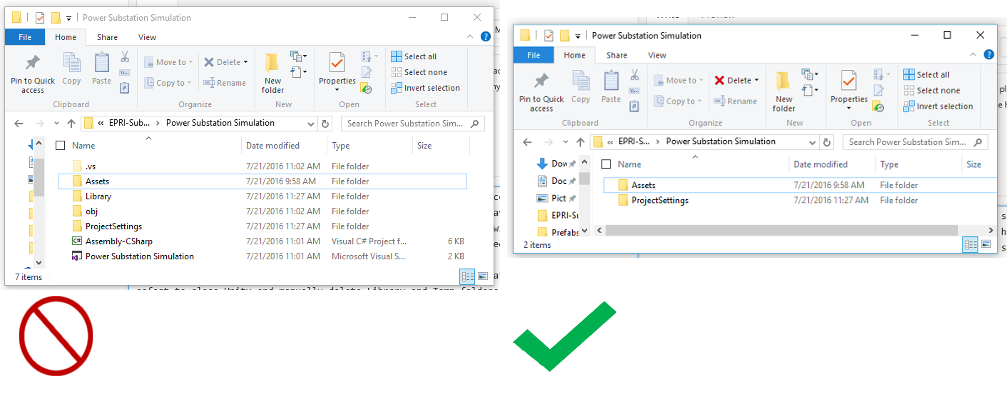 Power Substation Simulation
File
Home
Share
View
Pin to Quick access
Copy
Paste
Clipboard
Move to
Copy to
Delete
Rename
Organize
New folder
New
Properties
Open
Select all
Select none
Invert selection
Select
« EPRI-Sub... > Power Substation Simulation
Search Power Substation Sim...
Name
Date modified
Type
Size
.vs 7/21/2016 11:02 AM File folder
Assets 7/21/2016 9:58 AM File folder
Library 7/21/2016 11:27 AM File folder
obj 7/21/2016 11:02 AM File folder
ProjectSettings 7/21/2016 11:27 AM File folder
Assembly-CSharp 7/21/2016 11:01 AM Visual C# Project f... 6 KB
Power Substation Simulation 7/21/2016 11:01 AM Microsoft Visual S... 2 KB
7 items
Power Substation Simulation
File
Home
Share
View
Pin to Quick access
Copy
Paste
Clipboard
Move to
Copy to
Delete
Rename
Organize
New folder
New
Properties
Open
Select all
Select none
Invert selection
Select
« EPRI-S... > Power Substation Simulation
Search Power Substation Sim...
Name
Date modified
Type
Size
Dow
Doc
Pict
EPRI-Su
Prefabs
Assets 7/21/2016 9:58 AM File folder
ProjectSettings 7/21/2016 11:27 AM File folder
2 items